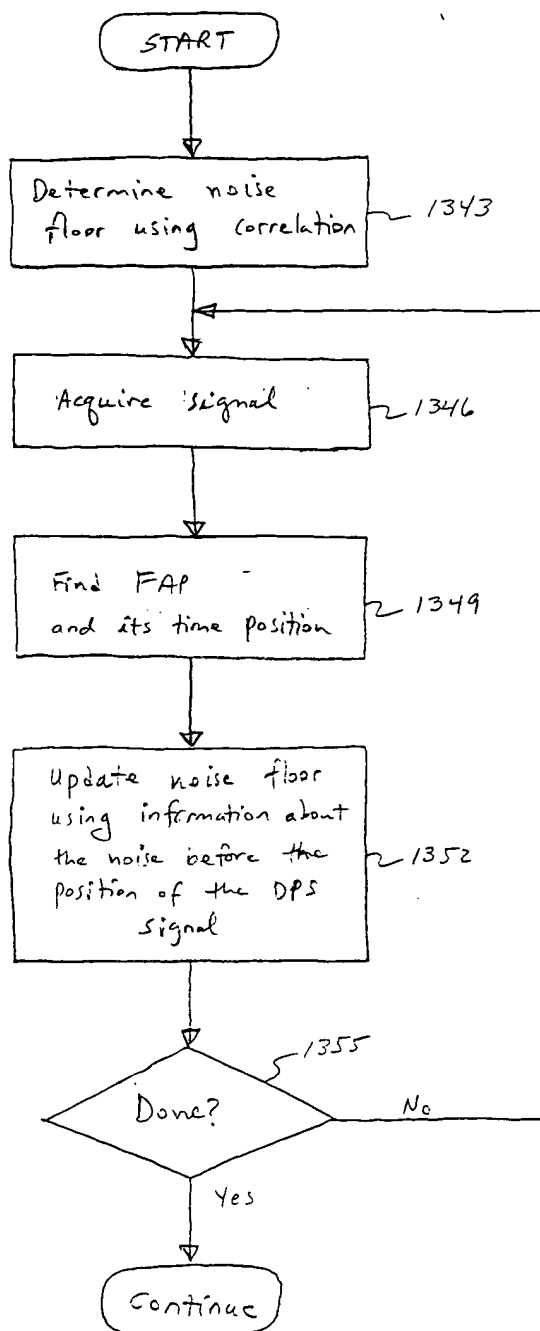 START
Determine noise
floor using correlation
1343
Acquire signal
1346
Find FAP
and its time position
1349
Update noise floor
using information about
the noise before the
position of the DPS
signal
1352
1355
Done?
No
Yes
Continue